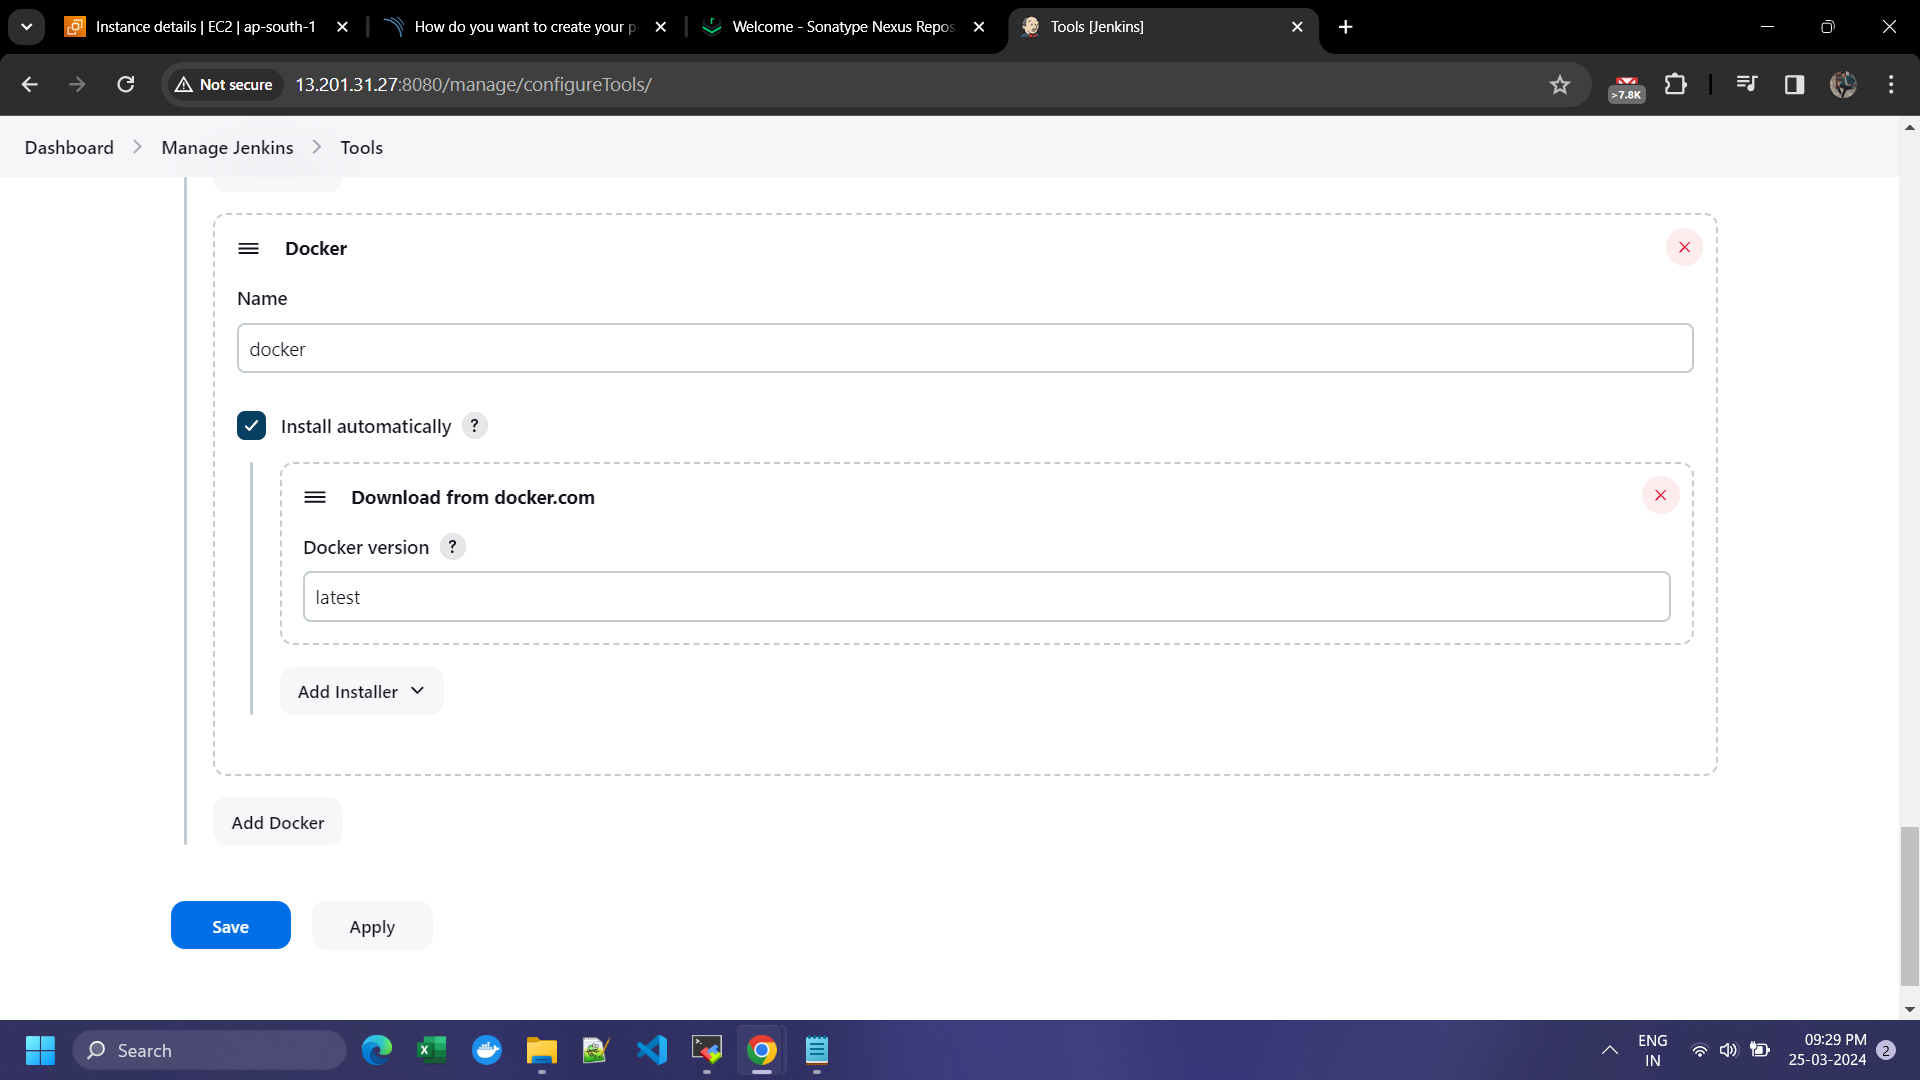 Instance details | EC2 | ap-south-1
How do you want to create your p
Welcome - Sonatype Nexus Repos
Tools [Jenkins]
Not secure
13.201.31.27:8080/manage/configureTools/
>7.8K
Dashboard
Manage Jenkins
Tools
Docker
Name
docker
Install automatically ?
Download from docker.com
Docker version ?
latest
Add Installer
Add Docker
Save
Apply
Search
ENG
IN
09:29 PM
25-03-2024
2